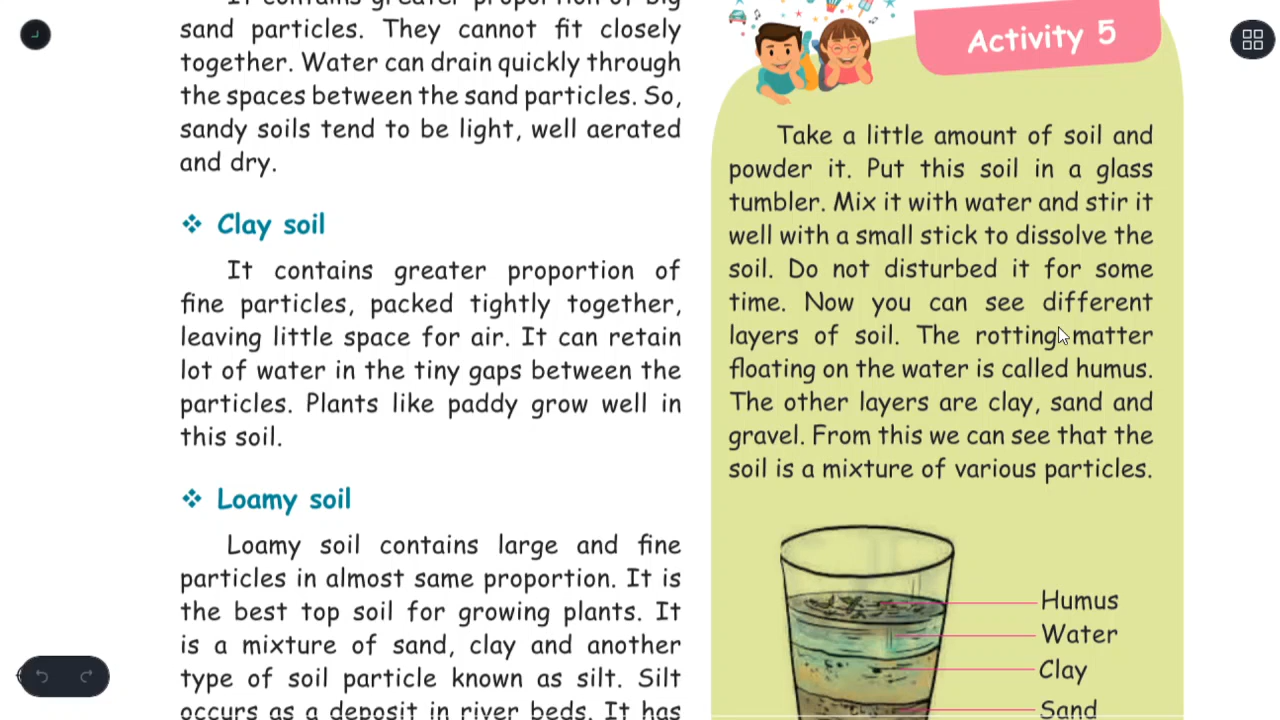 It contains greater proportion of big
sand particles. They cannot fit closely
together. Water can drain quickly through
the spaces between the sand particles. So,
sandy soils tend to be light, well aerated
and dry.
❖ Clay soil
It contains greater proportion of
fine particles, packed tightly together,
leaving little space for air. It can retain
lot of water in the tiny gaps between the
particles. Plants like paddy grow well in
this soil.
❖ Loamy soil
Loamy soil contains large and fine
particles in almost same proportion. It is
the best top soil for growing plants. It
is a mixture of sand, clay and another
type of soil particle known as silt. Silt
occurs as a deposit in river beds. It has
Activity 5
Take a little amount of soil and
powder it. Put this soil in a glass
tumbler. Mix it with water and stir it
well with a small stick to dissolve the
soil. Do not disturbed it for some
time. Now you can see different
layers of soil. The rotting matter
floating on the water is called humus.
The other layers are clay, sand and
gravel. From this we can see that the
soil is a mixture of various particles.
Humus
Water
Clay
Sand